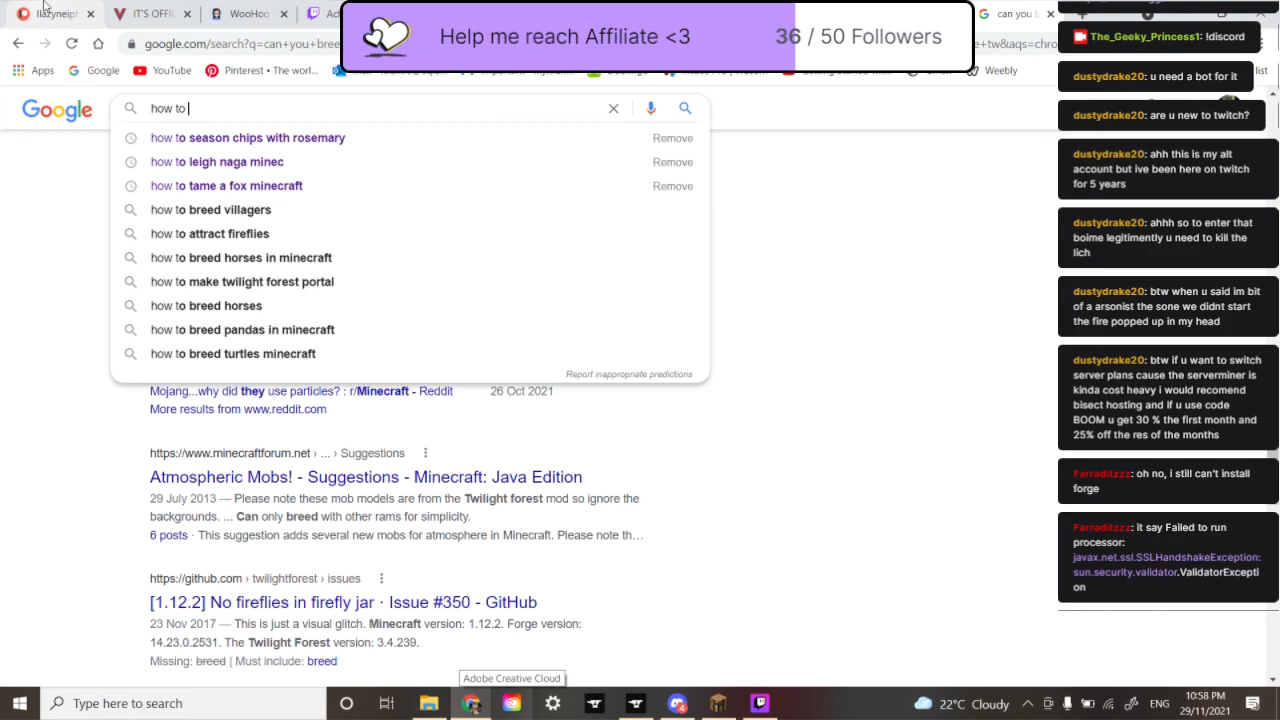 lazypixe
IT'S OFFIC
Help me reach Affiliate <3
36 / 50 Followers
can you b
google.com/search?q=can+you+bree
Apps
Google
YouTube
Pinterest - The worl...
Weebly
list
Google
how to
how to season chips with rosemary
Remove
how to leigh naga minec
Remove
how to tame a fox minecraft
Remove
how to breed villagers
how to attract fireflies
how to breed horses in minecraft
how to make twilight forest portal
how to breed horses
how to breed pandas in minecraft
how to breed turtles minecraft
Report inappropriate predictions
Mojang...why did they use particles? : r/Minecraft - Reddit
26 Oct 2021
More results from www.reddit.com
https://www.minecraftforum.net › ... › Suggestions
Atmospheric Mobs! - Suggestions - Minecraft: Java Edition
29 July 2013 — Please note these mob models are from the Twilight forest mod so ignore the
backgrounds. ... Can only breed with other rams for simplicity.
6 posts · This suggestion adds several new mobs for atmosphere in Minecraft. Please note th...
https://github.com › twilightforest › issues
[1.12.2] No fireflies in firefly jar · Issue #350 - GitHub
23 Nov 2017 — This is just a visual glitch. Minecraft version: 1.12.2. Forge version:
14.23.0.2531. The Twilight Forest version: 3.4.239.
Missing: breed | Must include: breed
Adobe Creative Cloud
The_Geeky_Princess1: !discord
dustydrake20: u need a bot for it
dustydrake20: are u new to twitch?
dustydrake20: ahh this is my alt
account but ive been here on twitch
for 5 years
dustydrake20: ahhh so to enter that
boime legitimently u need to kill the
lich
dustydrake20: btw when u said im bit
of a arsonist the sone we didnt start
the fire popped up in my head
dustydrake20: btw if u want to switch
server plans cause the serverminer is
kinda cost heavy i would recomend
bisect hosting and if u use code
BOOM u get 30 % the first month and
25% off the res of the months
Farraditzzz: oh no, i still can't install
forge
Farraditzzz: it say Failed to run
processor:
javax.net.ssl.SSLHandshakeException:
sun.security.validator.ValidatorExcepti
on
Type here to search
22°C Cloudy
ENG
10:58 PM
29/11/2021